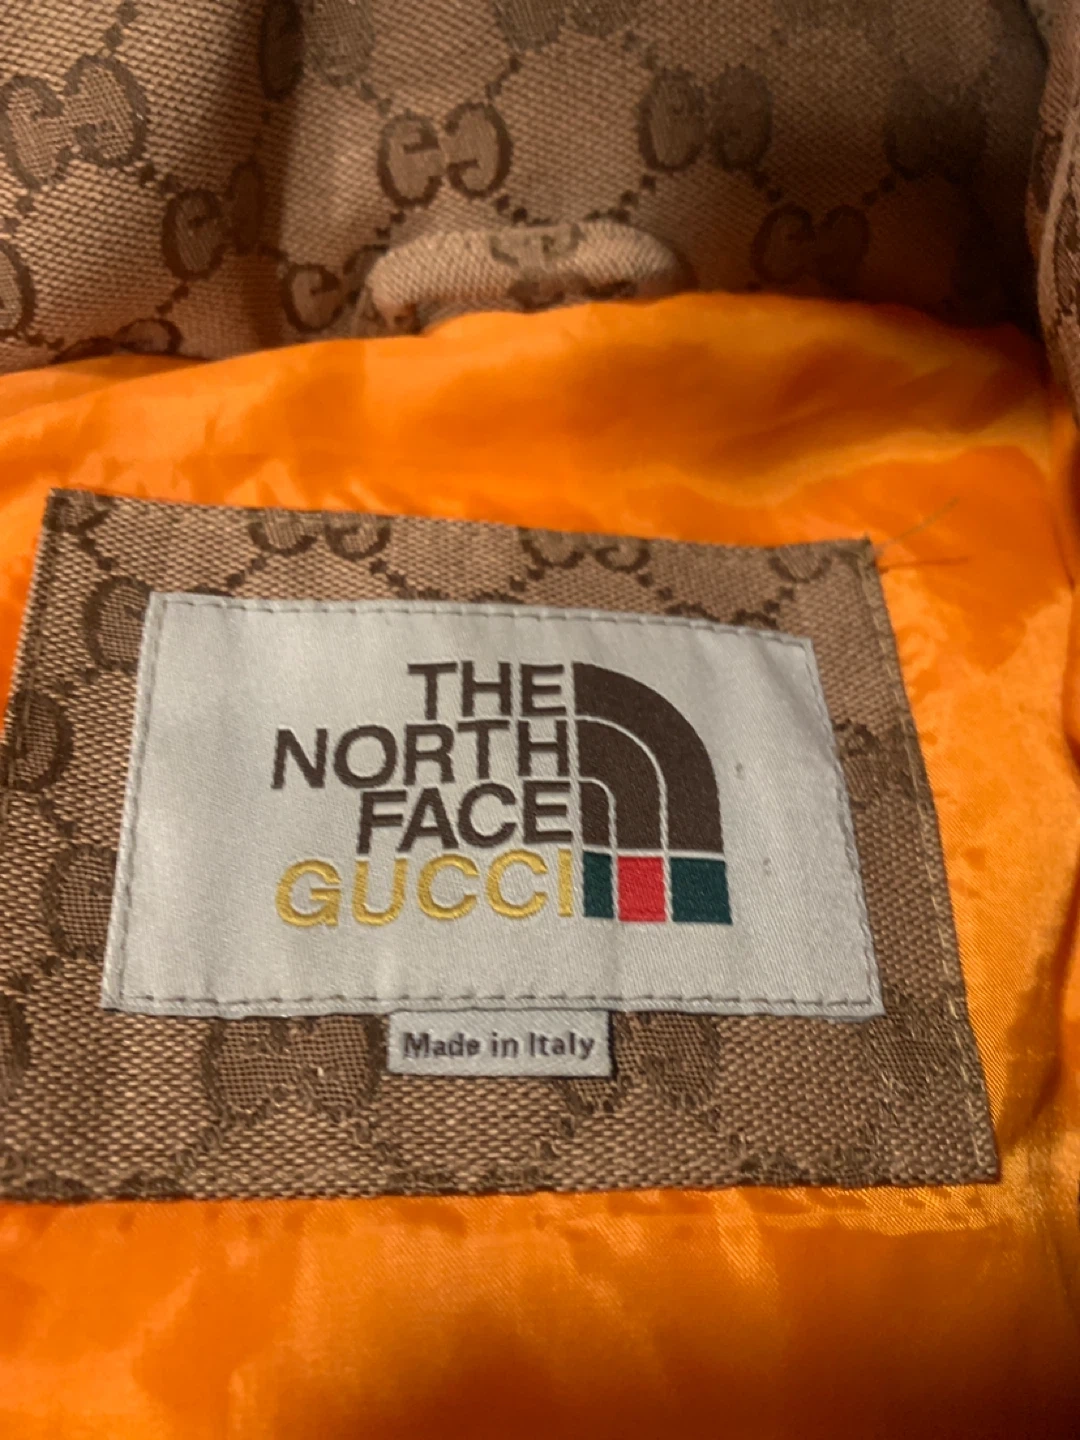 THE
NORTH
FACE
GUCCI
Made in Italy